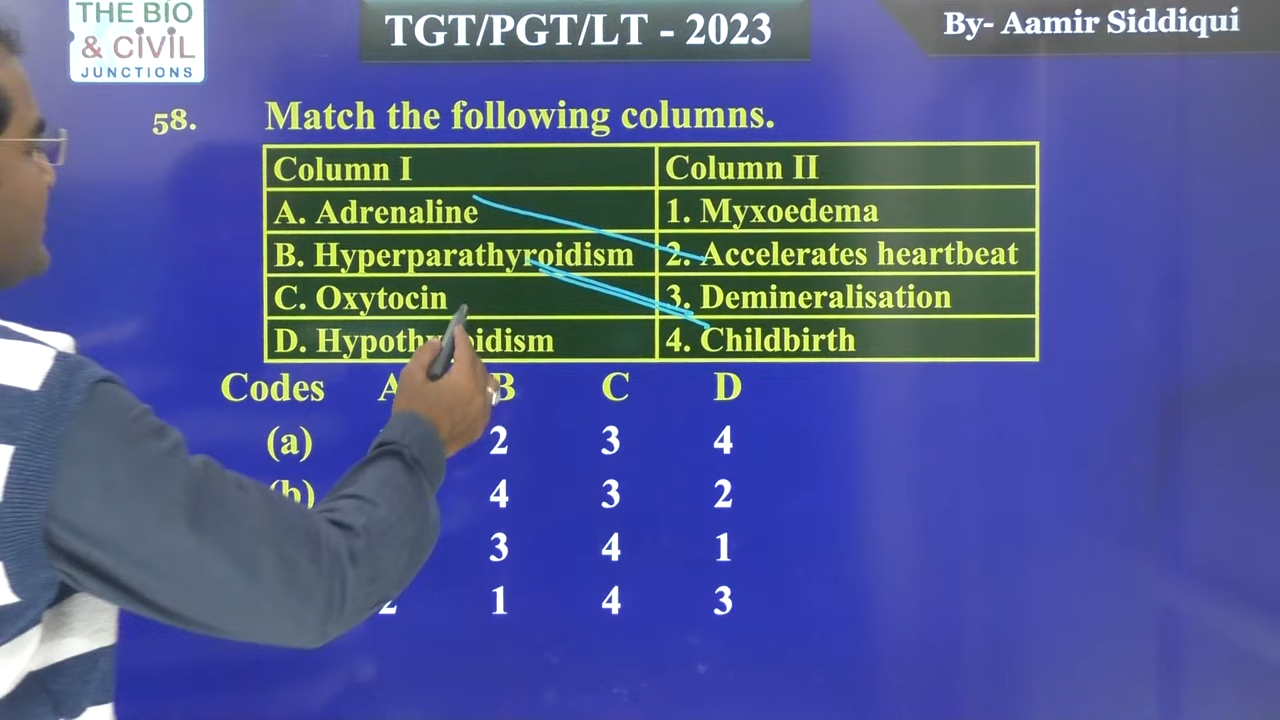 THE BIO
& CIVIL
JUNCTIONS
TGT/PGT/LT - 2023
By- Aamir Siddiqui
58. Match the following columns.
Column I Column II
A. Adrenaline 1. Myxoedema
B. Hyperparathyroidism 2. Accelerates heartbeat
C. Oxytocin 3. Demineralisation
D. 4. Childbirth
Codes A B C D
(a) 2 3 4
(b) 4 3 2
3 4 1
2 1 4 3